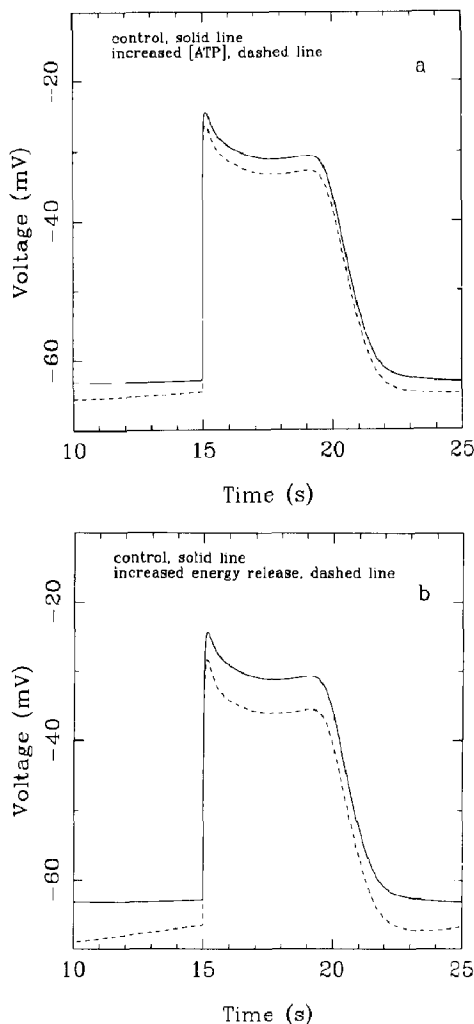 control, solid line
increased [ATP], dashed line
a
-20
-40
-60
Voltage (mV)
10 15 20 25
Time (s)
control, solid line
increased energy release, dashed line
b
-20
-40
-60
Voltage (mV)
10 15 20 25
Time (s)